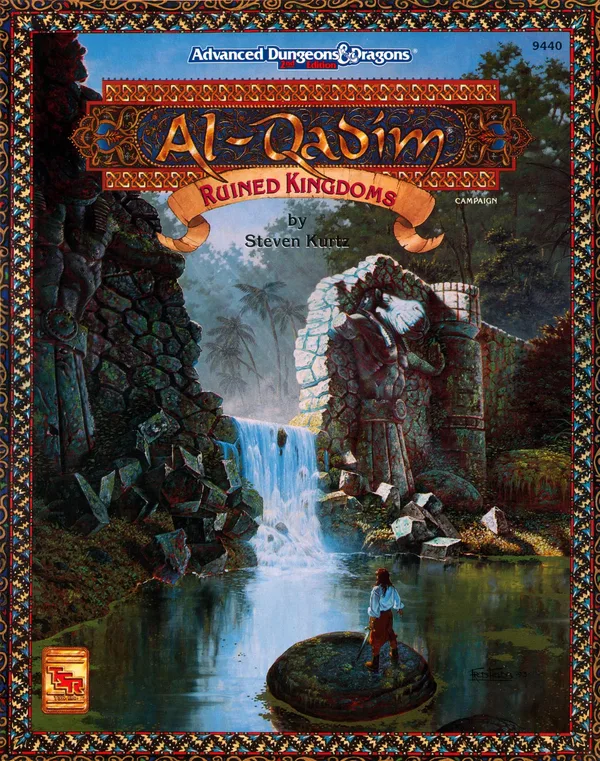 Advanced Dungeons & Dragons®
2nd Edition
9440
AL-QADIM®
RUINED KINGDOMS
CAMPAIGN
by
Steven Kurtz
TSR